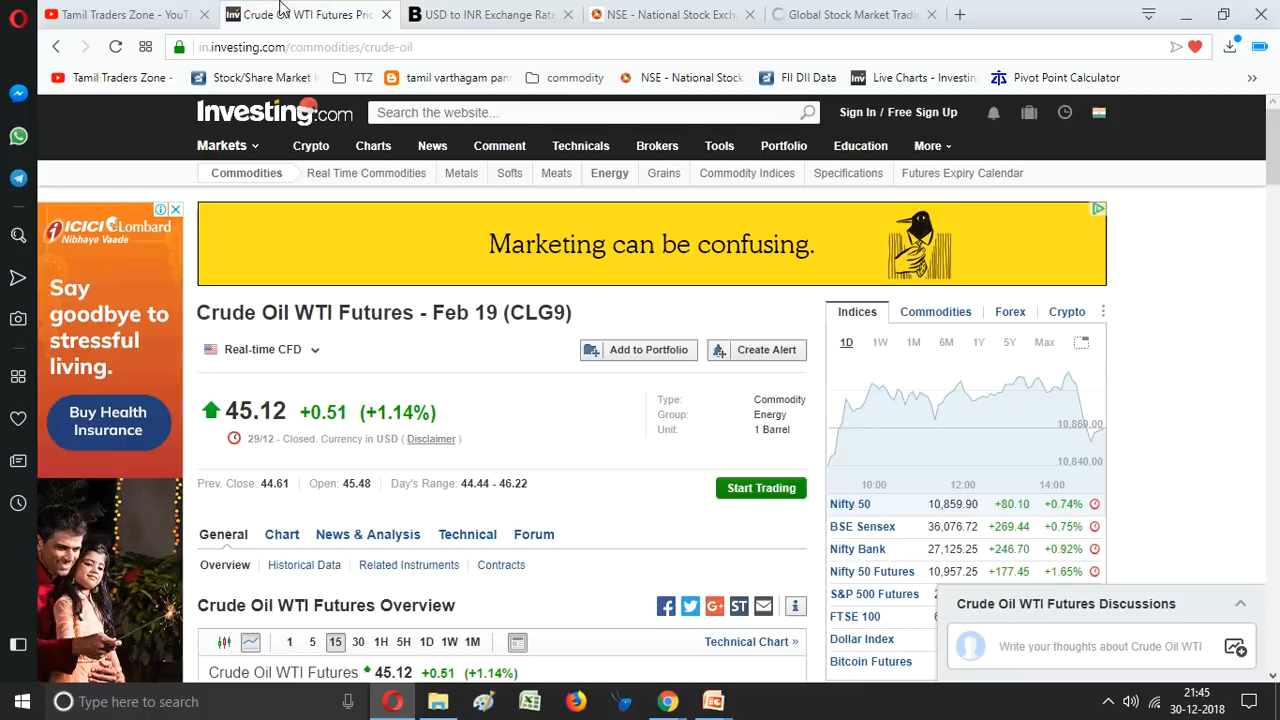 Tamil Traders Zone - YouT
Crude Oil WTI Futures Pric
USD to INR Exchange Rate
NSE - National Stock Exch
Global Stock Market Tradin
in.investing.com/commodities/crude-oil
Tamil Traders Zone -
Stock/Share Market I
TTZ
tamil varthagam pan
commodity
NSE - National Stock
FII DII Data
Live Charts - Investin
Pivot Point Calculator
Investing.com
Search the website...
Sign In / Free Sign Up
Markets
Crypto
Charts
News
Comment
Technicals
Brokers
Tools
Portfolio
Education
More
Commodities
Real Time Commodities
Metals
Softs
Meats
Energy
Grains
Commodity Indices
Specifications
Futures Expiry Calendar
ICICI Lombard
Nibhaye Vaade
Say
goodbye to
stressful
living.
Buy Health
Insurance
Marketing can be confusing.
Crude Oil WTI Futures - Feb 19 (CLG9)
Real-time CFD
Add to Portfolio
Create Alert
45.12 +0.51 (+1.14%)
29/12 - Closed. Currency in USD ( Disclaimer )
Type: Commodity
Group: Energy
Unit: 1 Barrel
Prev. Close: 44.61
Open: 45.48
Day's Range: 44.44 - 46.22
Start Trading
General
Chart
News & Analysis
Technical
Forum
Overview
Historical Data
Related Instruments
Contracts
Crude Oil WTI Futures Overview
ST
1 5 15 30 1H 5H 1D 1W 1M
Technical Chart »
Crude Oil WTI Futures 45.12 +0.51 (+1.14%)
Indices
Commodities
Forex
Crypto
1D 1W 1M 6M 1Y 5Y Max
10,860.00
10,840.00
10:00 12:00 14:00
Nifty 50 10,859.90 +80.10 +0.74%
BSE Sensex 36,076.72 +269.44 +0.75%
Nifty Bank 27,125.25 +246.70 +0.92%
Nifty 50 Futures 10,957.25 +177.45 +1.65%
S&P 500 Futures
FTSE 100
Dollar Index
Bitcoin Futures
Crude Oil WTI Futures Discussions
Write your thoughts about Crude Oil WTI
Type here to search
21:45
30-12-2018